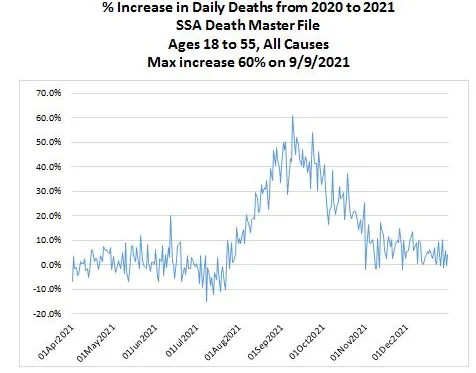 % Increase in Daily Deaths from 2020 to 2021
SSA Death Master File
Ages 18 to 55, All Causes
Max increase 60% on 9/9/2021
70.0%
60.0%
50.0%
40.0%
30.0%
20.0%
10.0%
0.0%
-10.0%
-20.0%
01Apr2021
01May2021
01Jun2021
01Jul2021
01Aug2021
01Sep2021
01Oct2021
01Nov2021
01Dec2021